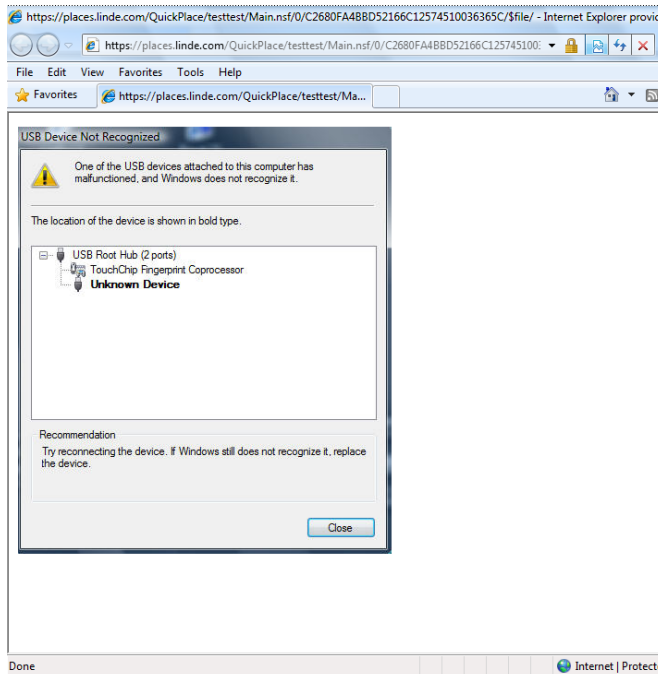 https://places.linde.com/QuickPlace/testtest/Main.nsf/0/C2680FA4BBD52166C12574510036365C/$file/ - Internet Explorer provid
https://places.linde.com/QuickPlace/testtest/Main.nsf/0/C2680FA4BBD52166C125745100:
File Edit View Favorites Tools Help
Favorites https://places.linde.com/QuickPlace/testtest/Ma...
USB Device Not Recognized
One of the USB devices attached to this computer has
malfunctioned, and Windows does not recognize it.
The location of the device is shown in bold type.
USB Root Hub (2 ports)
TouchChip Fingerprint Coprocessor
Unknown Device
Recommendation
Try reconnecting the device. If Windows still does not recognize it, replace
the device.
Close
Done Internet | Protect